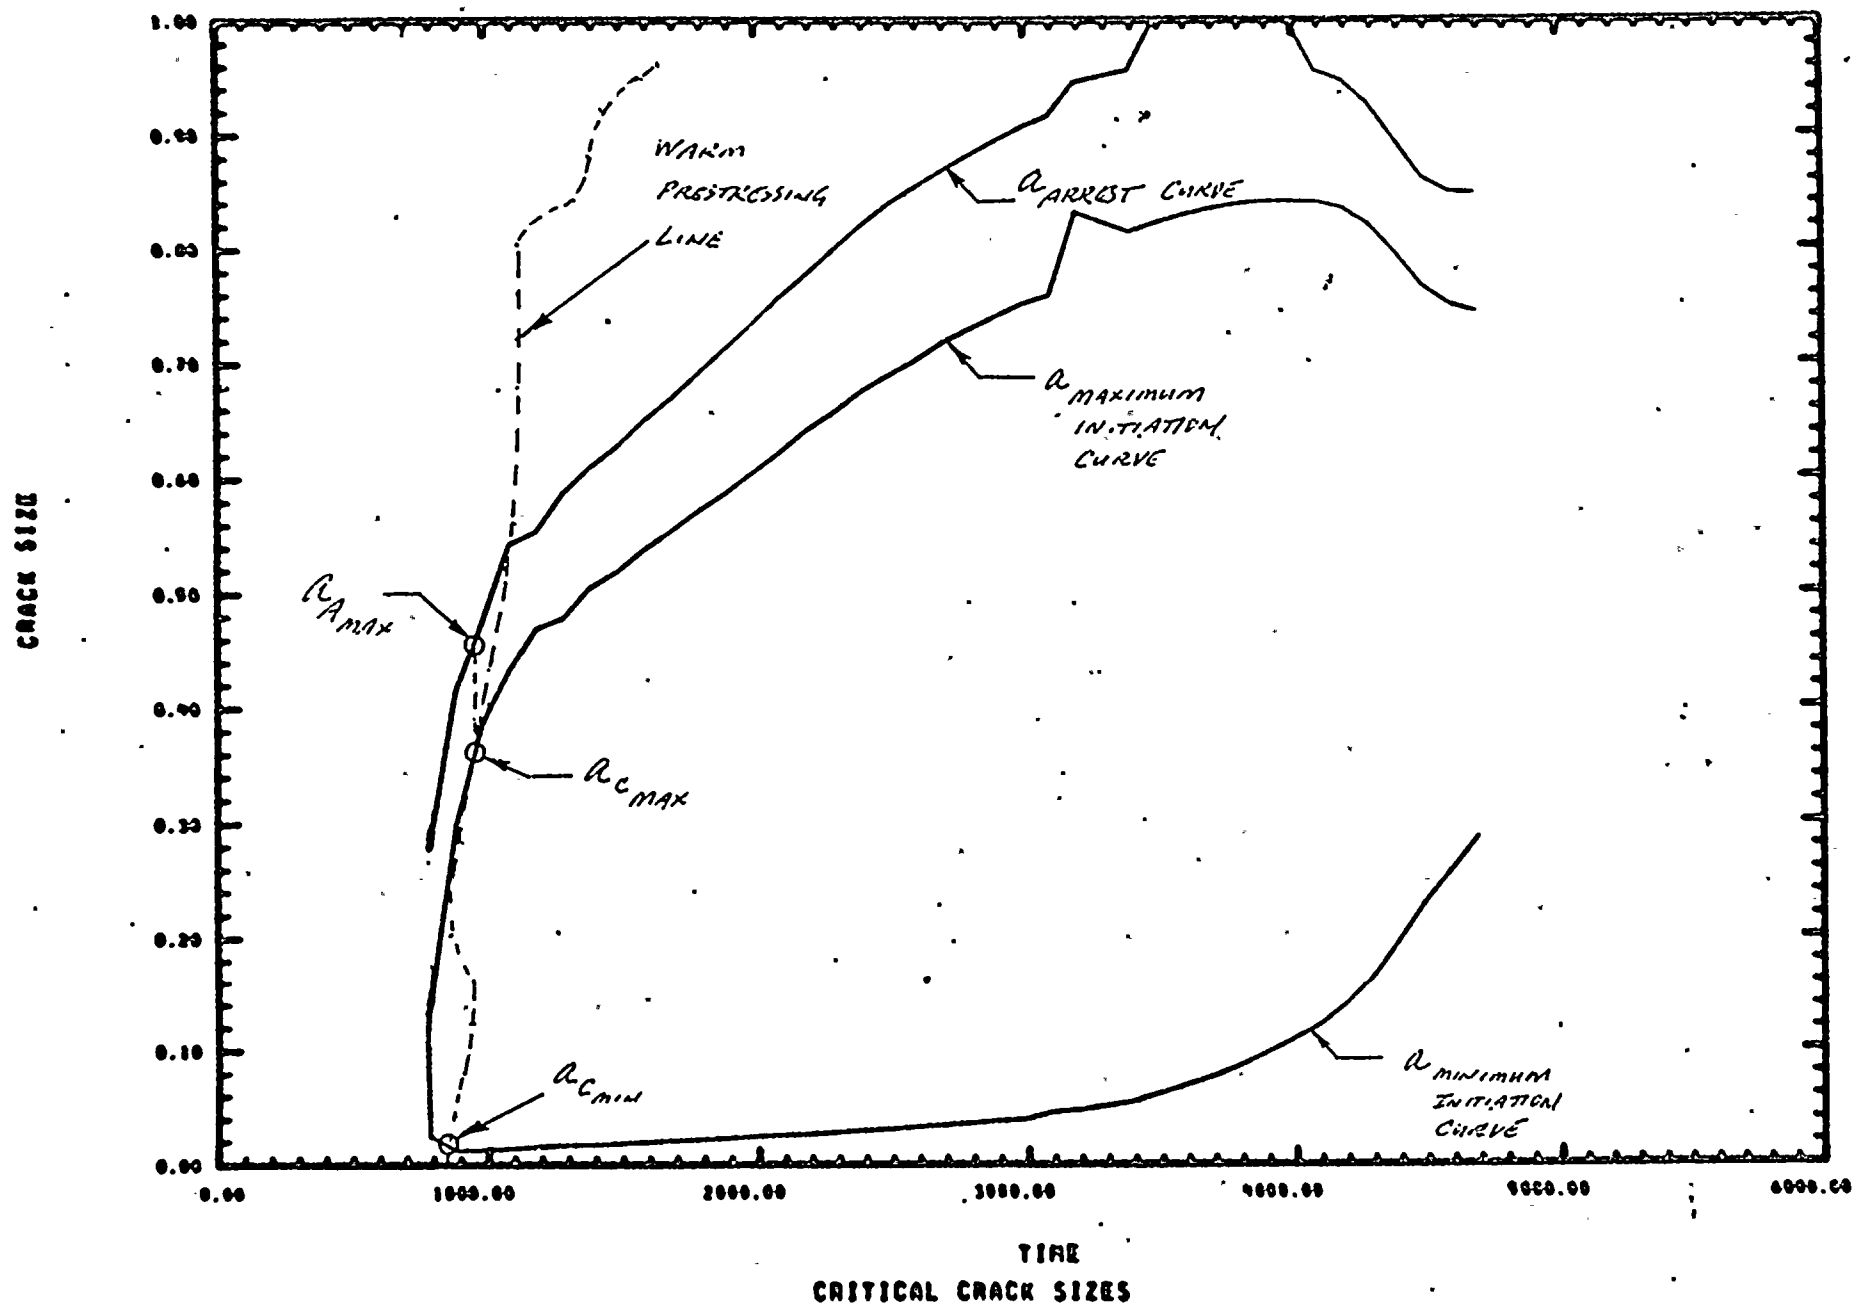 1.00
0.90
0.80
0.70
0.60
0.50
0.40
0.30
0.20
0.10
0.00
0.00
1000.00
2000.00
3000.00
4000.00
5000.00
6000.00
CRACK SIZE
WARM
PRESTRESSING
LINE
a ARREST CURVE
a MAXIMUM
INITIATION
CURVE
a A MAX
a C MAX
a C MIN
a MINIMUM
INITIATION
CURVE
TIME
CRITICAL CRACK SIZES